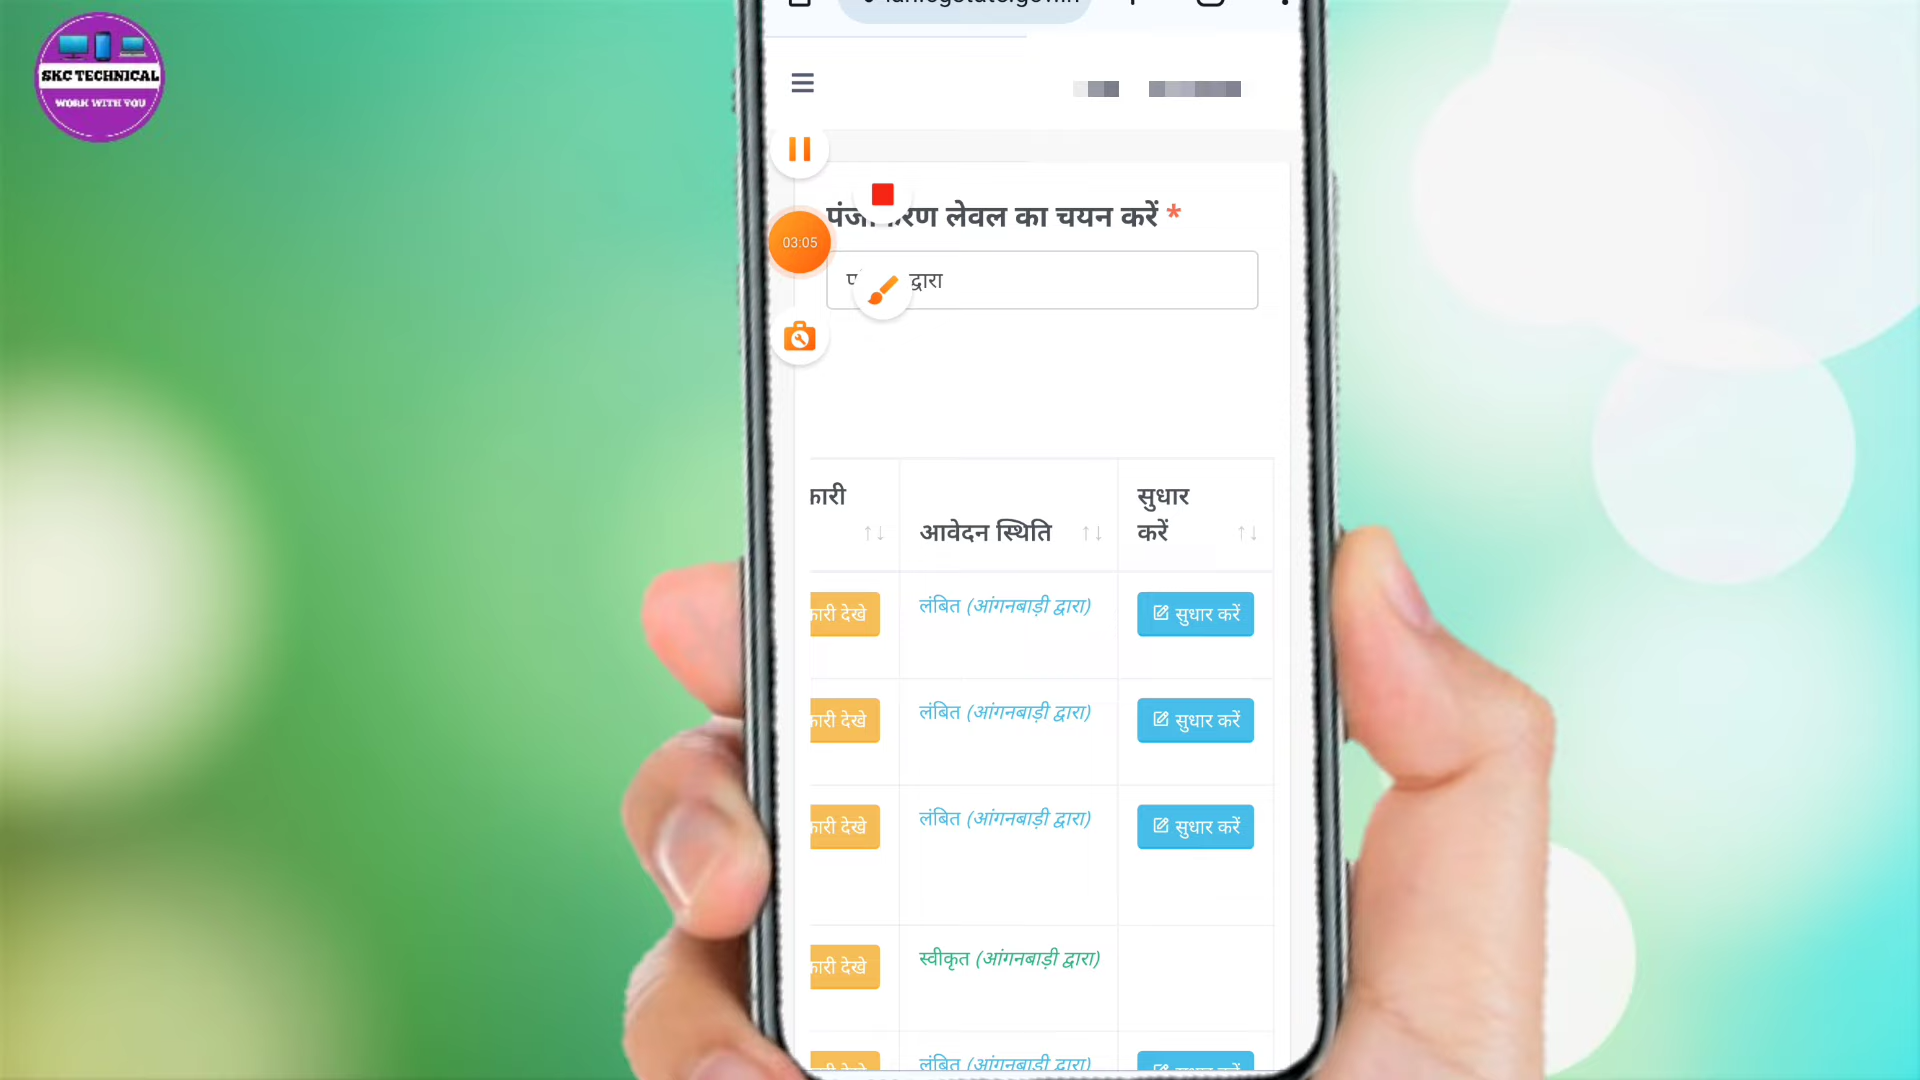 SKC TECHNICAL
WORK WITH YOU
लेवल का चयन करें *
03:05
द्वारा
आवेदन स्थिति
सुधार
करें
देखे
लंबित (आंगनबाड़ी द्वारा)
सुधार करें
देखे
लंबित (आंगनबाड़ी द्वारा)
सुधार करें
देखे
लंबित (आंगनबाड़ी द्वारा)
सुधार करें
देखे
स्वीकृत (आंगनबाड़ी द्वारा)
लंबित (आंगनबाड़ी द्वारा)